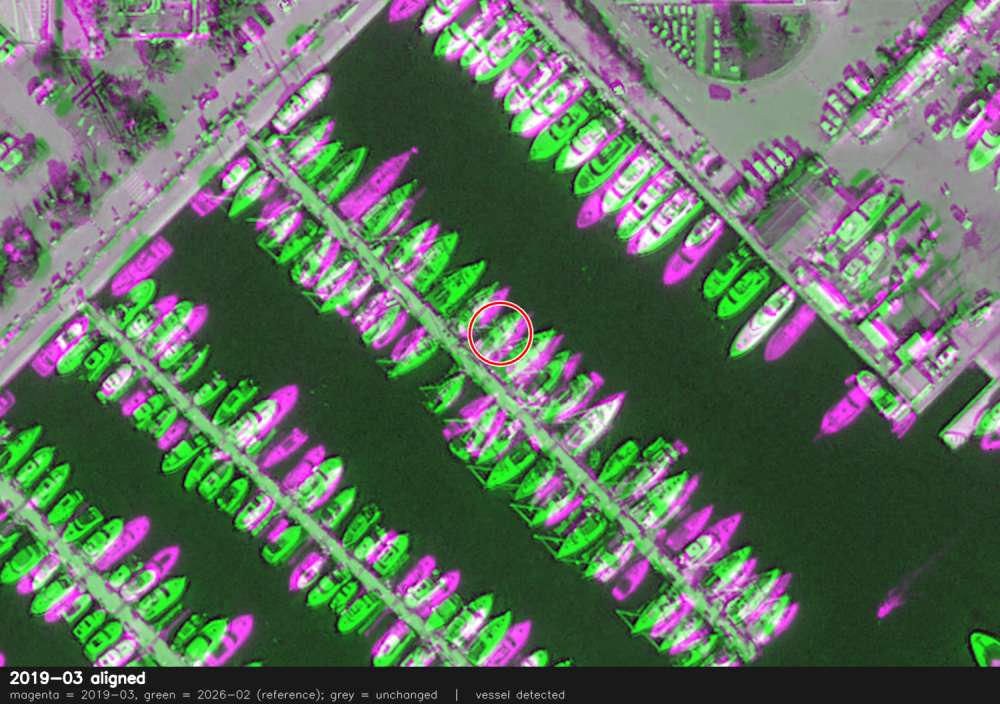 2019-03 aligned
magenta = 2019-03, green = 2026-02 (reference); grey = unchanged | vessel detected